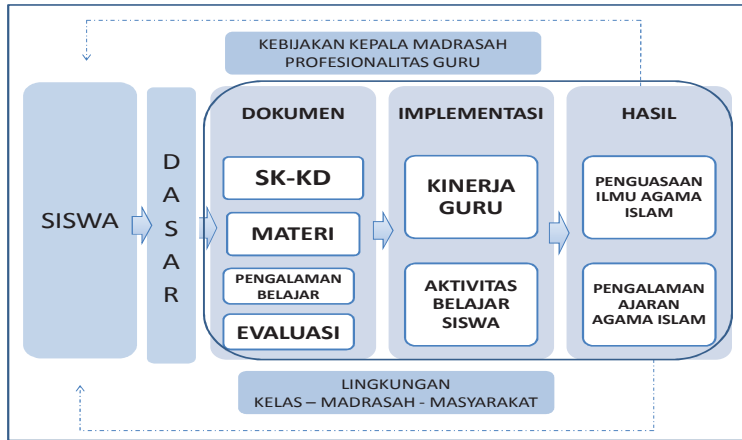 KEBIJAKAN KEPALA MADRASAH
PROFESIONALITAS GURU
SISWA
D
A
S
A
R
DOKUMEN
SK-KD
MATERI
PENGALAMAN
BELAJAR
EVALUASI
IMPLEMENTASI
KINERJA
GURU
AKTIVITAS
BELAJAR
SISWA
HASIL
PENGUASAAN
ILMU AGAMA
ISLAM
PENGALAMAN
AJARAN
AGAMA ISLAM
LINGKUNGAN
KELAS – MADRASAH - MASYARAKAT